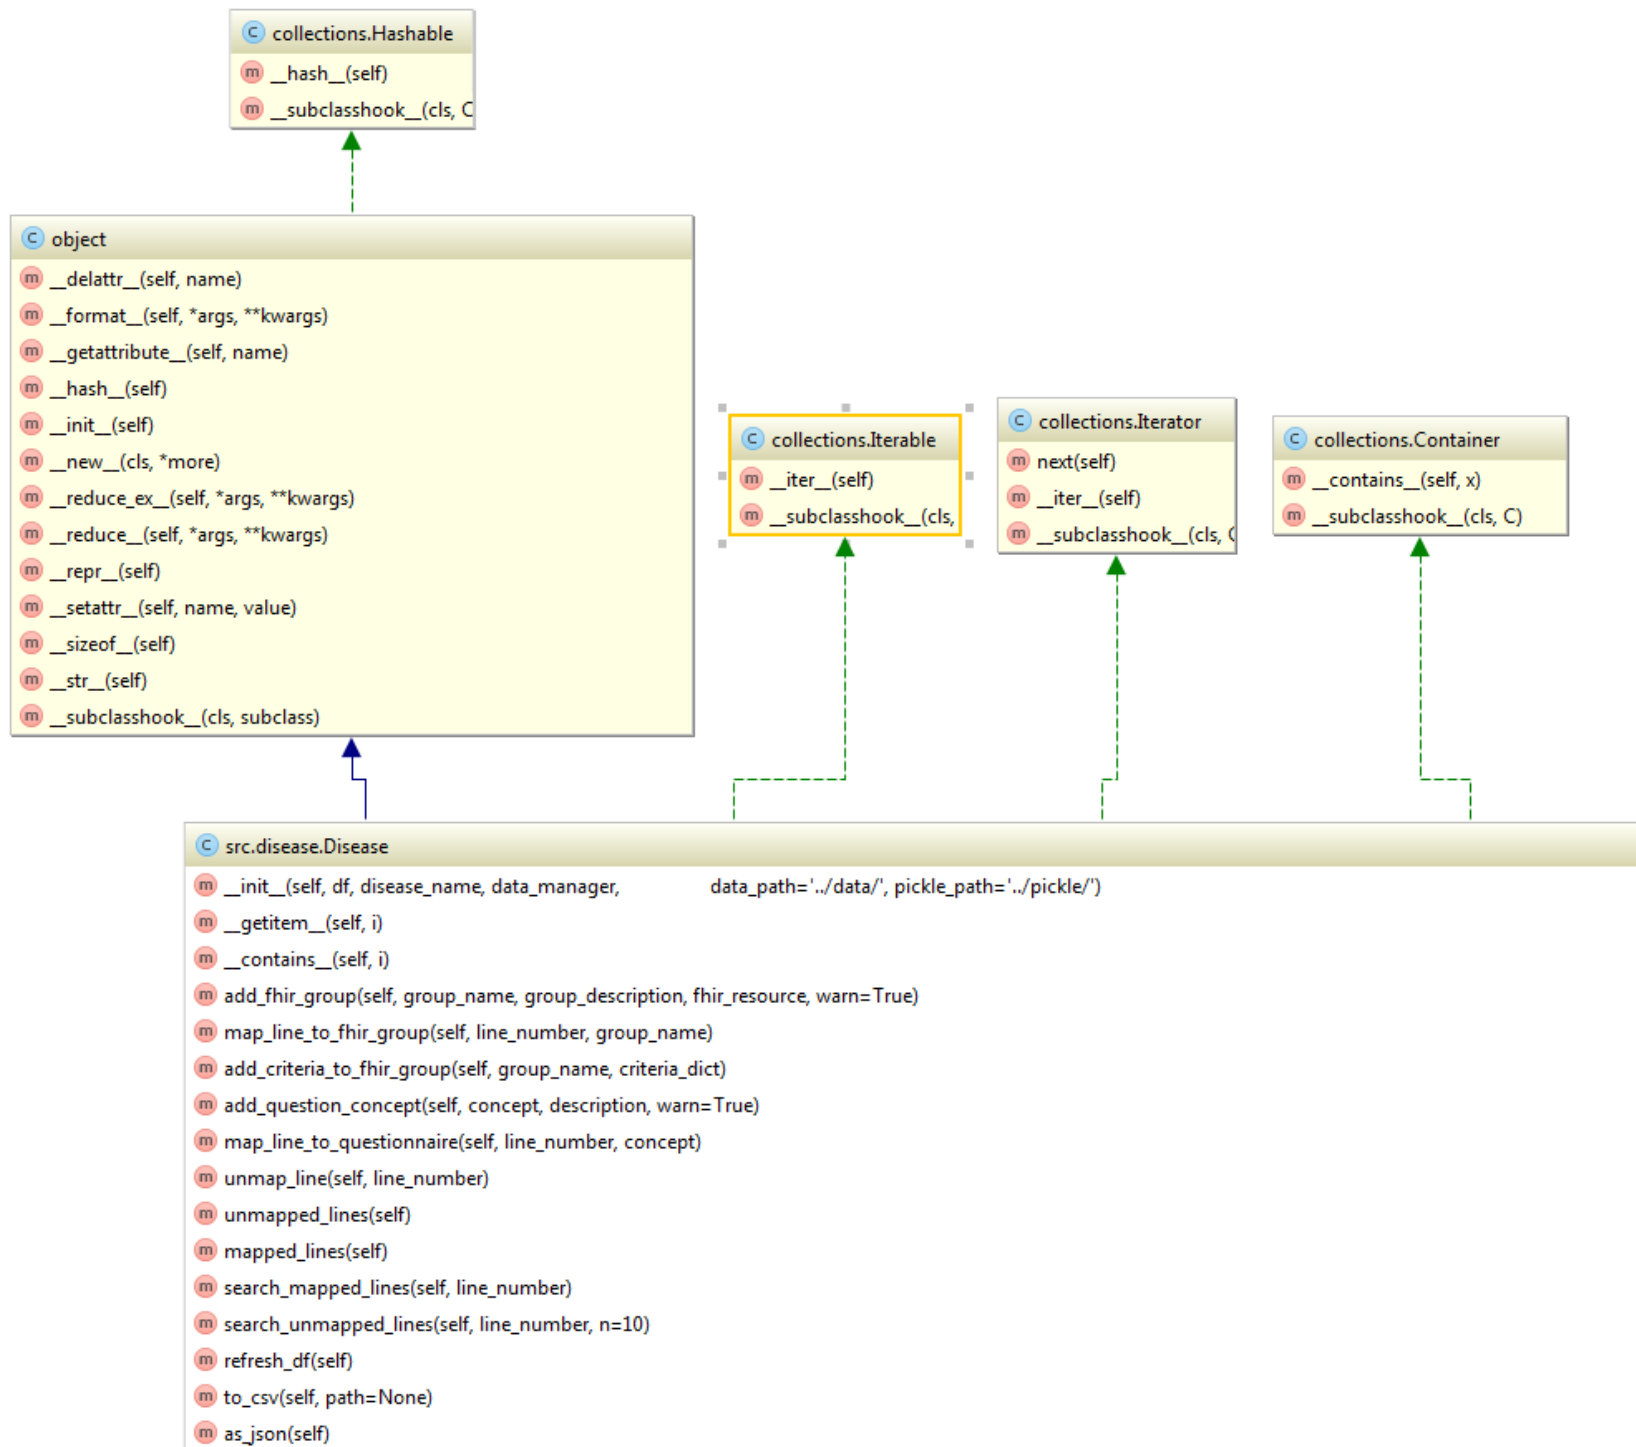 collections.Hashable
__hash__(self)
__subclasshook__(cls, C
object
__delattr__(self, name)
__format__(self, *args, **kwargs)
__getattribute__(self, name)
__hash__(self)
__init__(self)
__new__(cls, *more)
__reduce_ex__(self, *args, **kwargs)
__reduce__(self, *args, **kwargs)
__repr__(self)
__setattr__(self, name, value)
__sizeof__(self)
__str__(self)
__subclasshook__(cls, subclass)
collections.Iterable
__iter__(self)
__subclasshook__(cls,
collections.Iterator
next(self)
__iter__(self)
__subclasshook__(cls, C
collections.Container
__contains__(self, x)
__subclasshook__(cls, C)
src.disease.Disease
__init__(self, df, disease_name, data_manager, data_path='../data/', pickle_path='../pickle/')
__getitem__(self, i)
__contains__(self, i)
add_fhir_group(self, group_name, group_description, fhir_resource, warn=True)
map_line_to_fhir_group(self, line_number, group_name)
add_criteria_to_fhir_group(self, group_name, criteria_dict)
add_question_concept(self, concept, description, warn=True)
map_line_to_questionnaire(self, line_number, concept)
unmap_line(self, line_number)
unmapped_lines(self)
mapped_lines(self)
search_mapped_lines(self, line_number)
search_unmapped_lines(self, line_number, n=10)
refresh_df(self)
to_csv(self, path=None)
as_json(self)